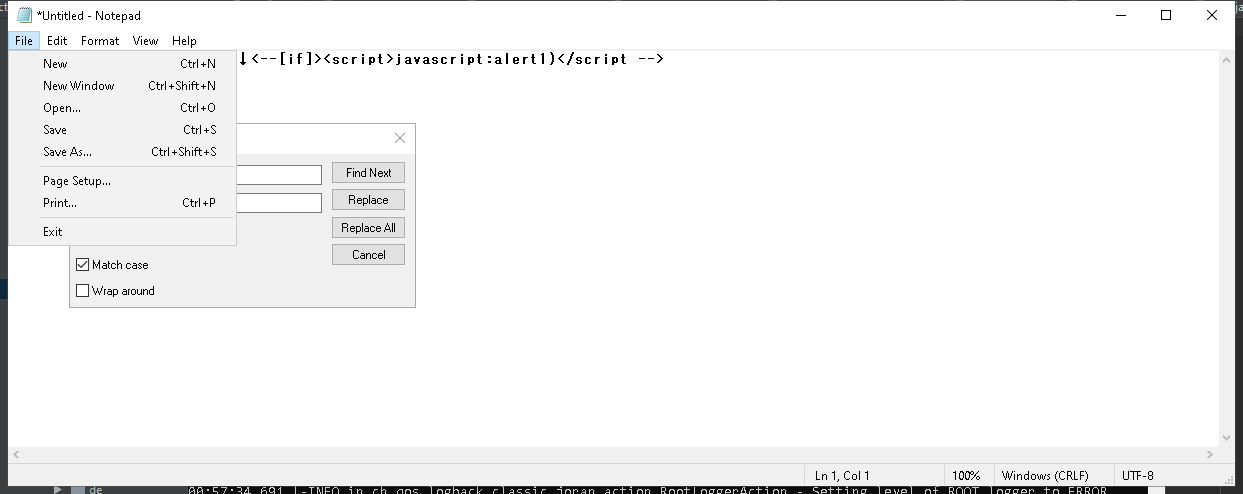 *Untitled - Notepad
File Edit Format View Help
↓<--[if]><script>javascript:alert1)</script -->
New Ctrl+N
New Window Ctrl+Shift+N
Open... Ctrl+O
Save Ctrl+S
Save As... Ctrl+Shift+S
Page Setup...
Print... Ctrl+P
Exit
Find Next
Replace
Replace All
Cancel
Match case
Wrap around
Ln 1, Col 1 100% Windows (CRLF) UTF-8
de 00:57:34,691 |-INFO in ch.qos.logback.classic.joran.action.RootLoggerAction - Setting level of ROOT logger to ERROR